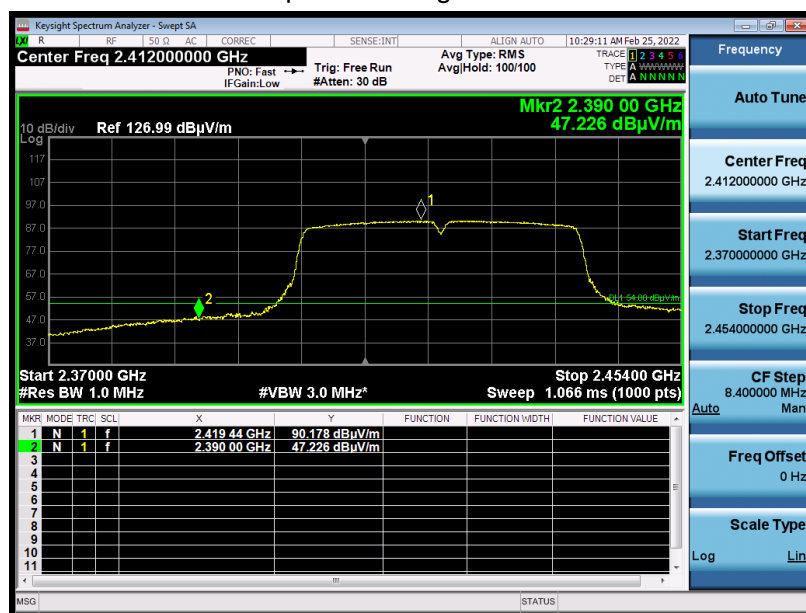 Keysight Spectrum Analyzer - Swept SA
LXI R RF 50 Ω AC CORREC SENSE:INT ALIGN AUTO 10:29:11 AM Feb 25, 2022
Center Freq 2.412000000 GHz
PNO: Fast
IFGain:Low
Trig: Free Run
#Atten: 30 dB
Avg Type: RMS
Avg|Hold: 100/100
TRACE 1 2 3 4 5 6
TYPE A WWWWW
DET A N N N N N
Mkr2 2.390 00 GHz
47.226 dBµV/m
10 dB/div Ref 126.99 dBµV/m
Log
117
107
97.0
87.0
77.0
67.0
57.0
47.0
37.0
1
2
DL1 54.00 dBµV/m
Start 2.37000 GHz Stop 2.45400 GHz
#Res BW 1.0 MHz #VBW 3.0 MHz* Sweep 1.066 ms (1000 pts)
MKR MODE TRC SCL X Y FUNCTION FUNCTION WIDTH FUNCTION VALUE
1 N 1 f 2.419 44 GHz 90.178 dBµV/m
2 N 1 f 2.390 00 GHz 47.226 dBµV/m
3
4
5
6
7
8
9
10
11
MSG STATUS
Frequency
Auto Tune
Center Freq
2.412000000 GHz
Start Freq
2.370000000 GHz
Stop Freq
2.454000000 GHz
CF Step
8.400000 MHz
Auto Man
Freq Offset
0 Hz
Scale Type
Log Lin